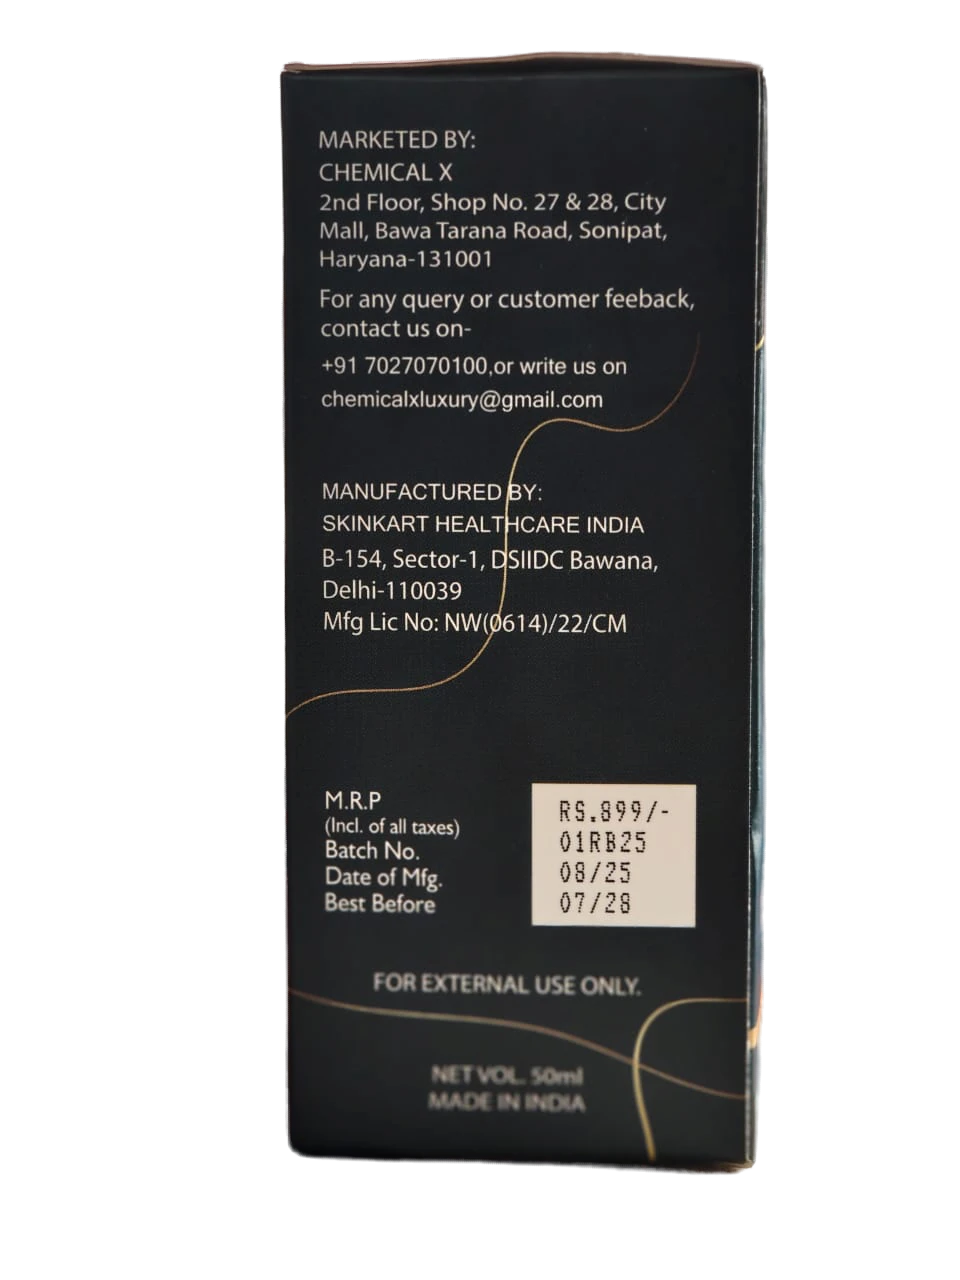 MARKETED BY:
CHEMICAL X
2nd Floor, Shop No. 27 & 28, City
Mall, Bawa Tarana Road, Sonipat,
Haryana-131001
For any query or customer feeback,
contact us on-
+91 7027070100,or write us on
chemicalxluxury@gmail.com
MANUFACTURED BY:
SKINKART HEALTHCARE INDIA
B-154, Sector-1, DSIIDC Bawana,
Delhi-110039
Mfg Lic No: NW(0614)/22/CM
M.R.P RS.899/-
(Incl. of all taxes)
Batch No. 01RB25
Date of Mfg. 08/25
Best Before 07/28
FOR EXTERNAL USE ONLY.
NET VOL. 50ml
MADE IN INDIA